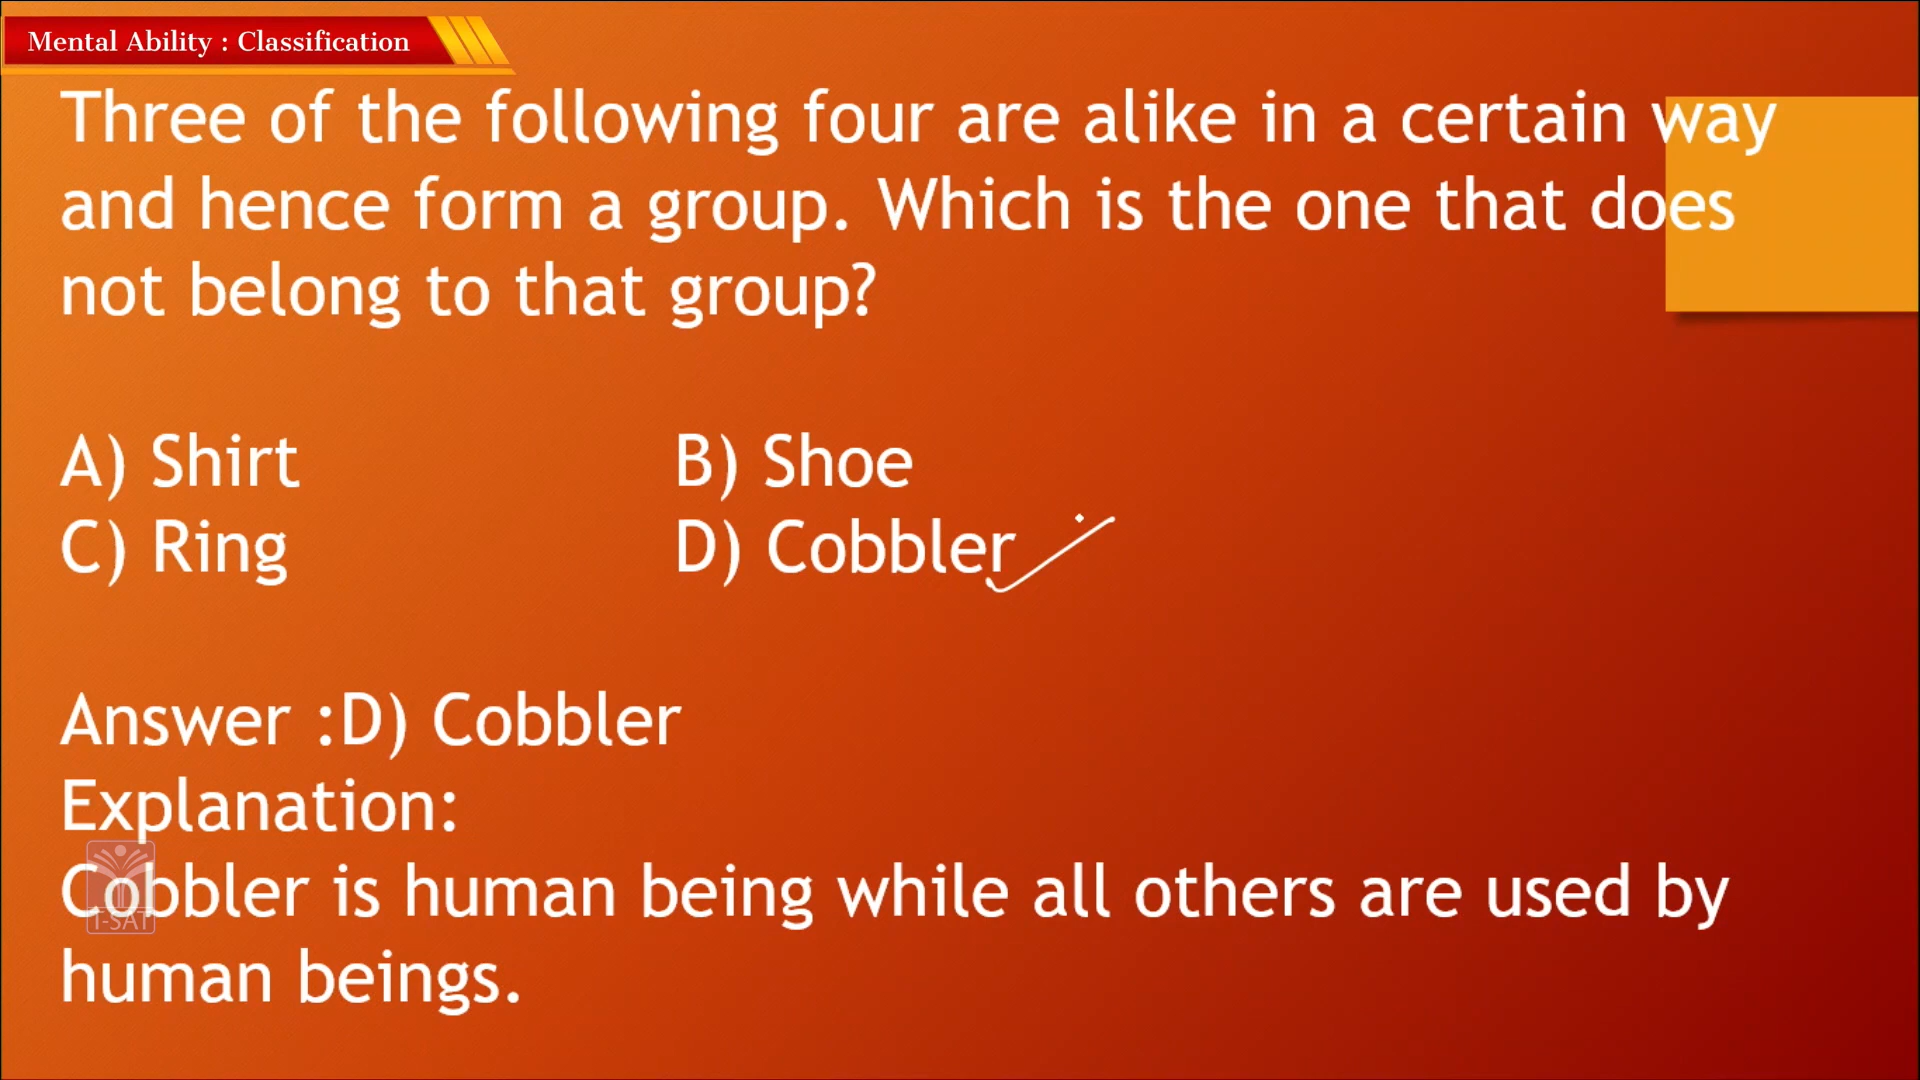 Mental Ability : Classification
Three of the following four are alike in a certain way
and hence form a group. Which is the one that does
not belong to that group?
A) Shirt B) Shoe
C) Ring D) Cobbler
Answer :D) Cobbler
Explanation:
Cobbler is human being while all others are used by
T-SAT
human beings.